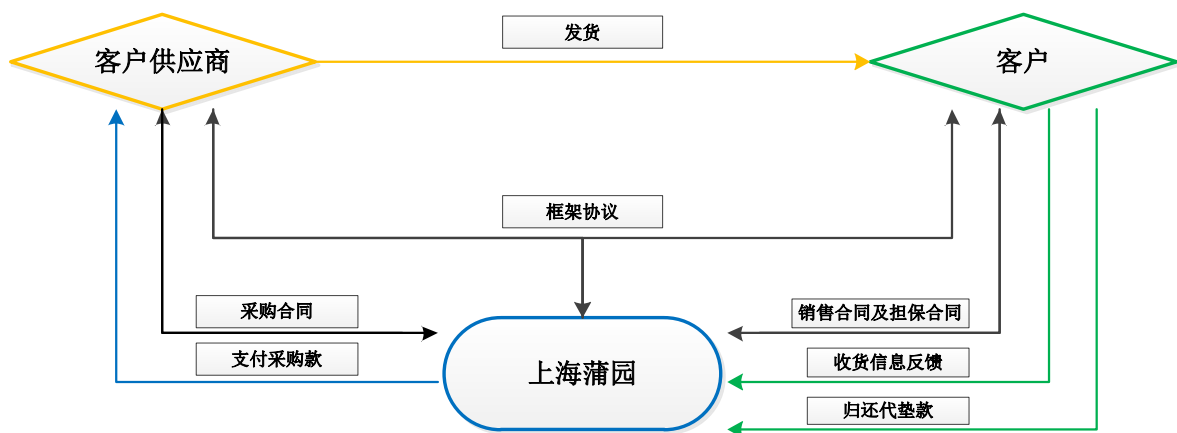 发货
客户供应商
客户
框架协议
采购合同
销售合同及担保合同
支付采购款
上海蒲园
收货信息反馈
归还代垫款